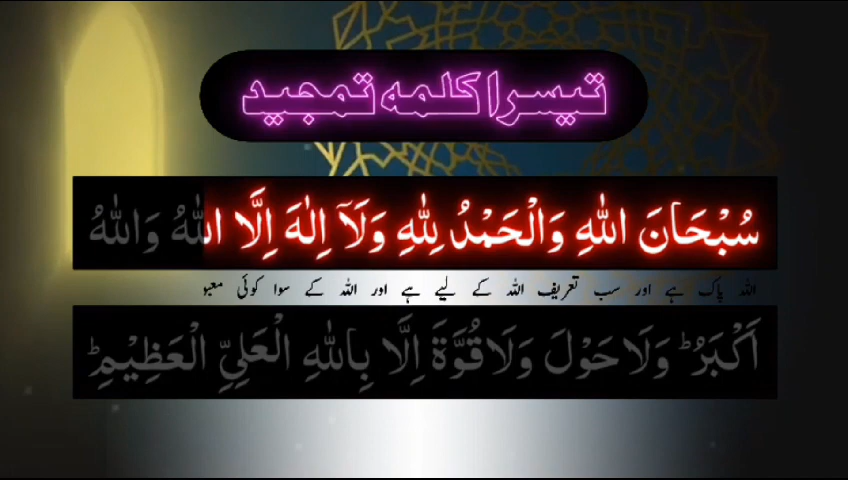 تیسرا کلمہ تمجید
سُبْحَانَ اللّٰهِ وَالْحَمْدُ لِلّٰهِ وَلَآ اِلٰهَ اِلَّا اللّٰهُ وَاللّٰهُ
اللہ پاک ہے اور سب تعریف اللہ کے لیے ہے اور اللہ کے سوا کوئی معبو
اَكْبَرُ ؕ وَلَا حَوْلَ وَلَا قُوَّةَ اِلَّا بِاللّٰهِ الْعَلِيِّ الْعَظِيْمِ ؕ